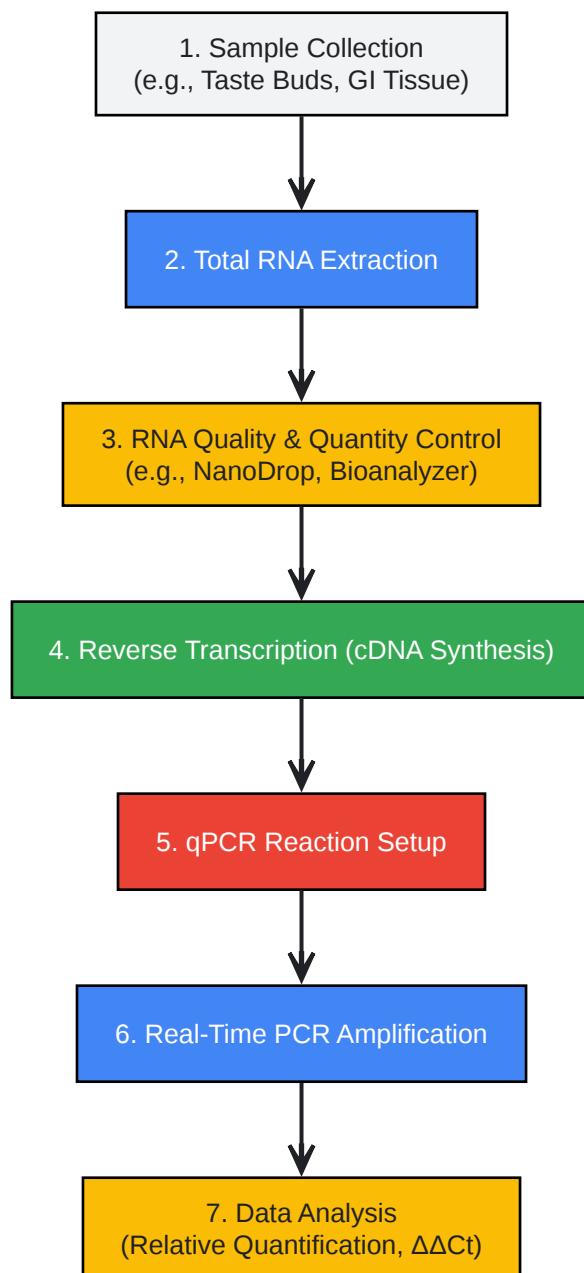 1. Sample Collection
(e.g., Taste Buds, GI Tissue)
2. Total RNA Extraction
3. RNA Quality & Quantity Control
(e.g., NanoDrop, Bioanalyzer)
4. Reverse Transcription (cDNA Synthesis)
5. qPCR Reaction Setup
6. Real-Time PCR Amplification
7. Data Analysis
(Relative Quantification, ΔΔCt)